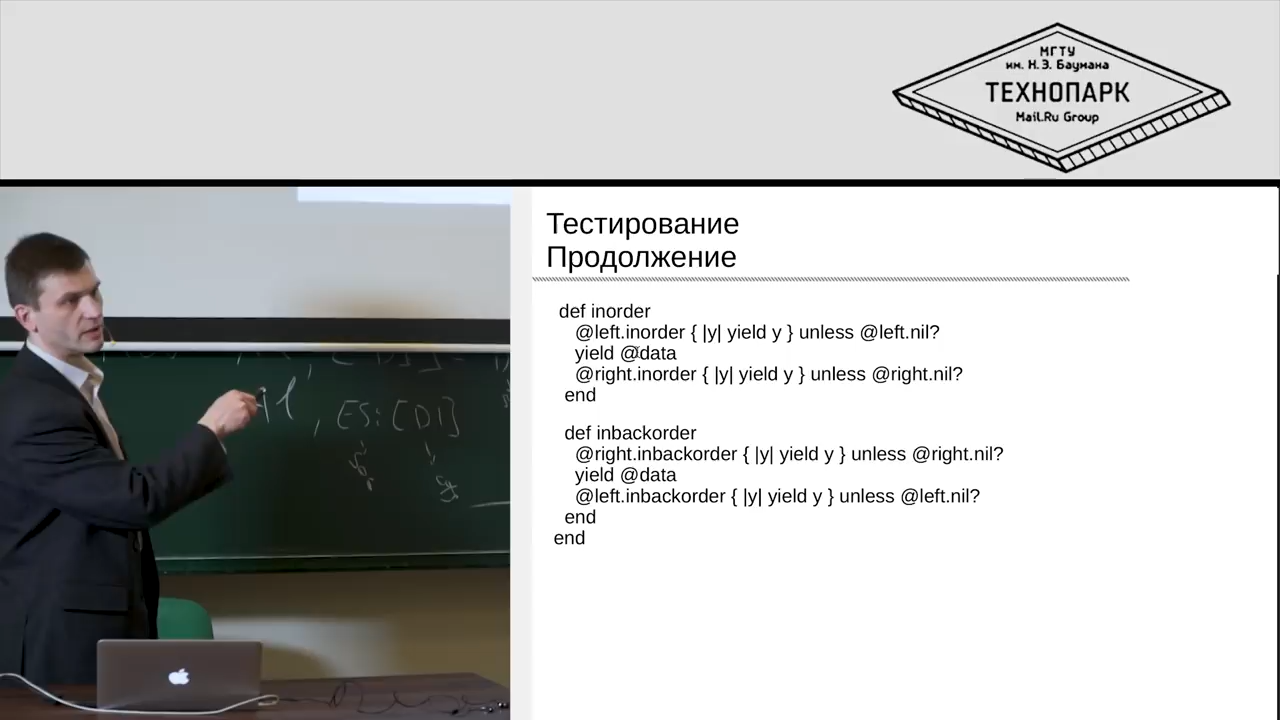 МГТУ
им. Н.Э. Баумана
ТЕХНОПАРК
Mail.Ru Group
Тестирование
Продолжение
def inorder
@left.inorder { |y| yield y } unless @left.nil?
yield @data
@right.inorder { |y| yield y } unless @right.nil?
end
def inbackorder
@right.inbackorder { |y| yield y } unless @right.nil?
yield @data
@left.inbackorder { |y| yield y } unless @left.nil?
end
end
, ES:[DI]